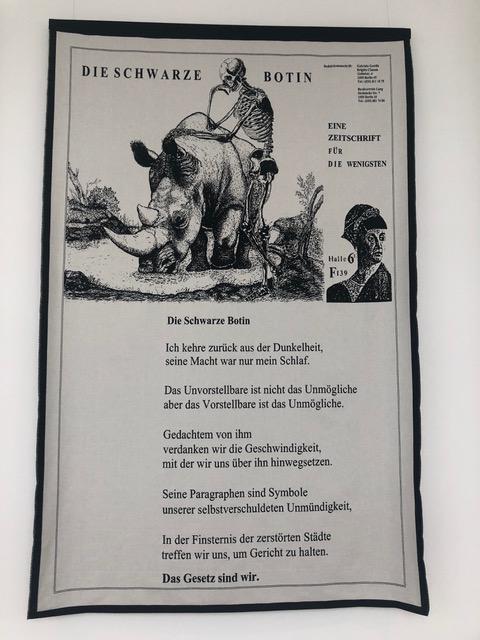 DIE SCHWARZE BOTIN
EINE
ZEITSCHRIFT
FÜR
DIE WENIGSTEN
Halle 6
F139
Die Schwarze Botin
Ich kehre zurück aus der Dunkelheit,
seine Macht war nur mein Schlaf.
Das Unvorstellbare ist nicht das Unmögliche
aber das Vorstellbare ist das Unmögliche.
Gedachtem von ihm
verdanken wir die Geschwindigkeit,
mit der wir uns über ihn hinwegsetzen.
Seine Paragraphen sind Symbole
unserer selbstverschuldeten Unmündigkeit,
In der Finsternis der zerstörten Städte
treffen wir uns, um Gericht zu halten.
Das Gesetz sind wir.